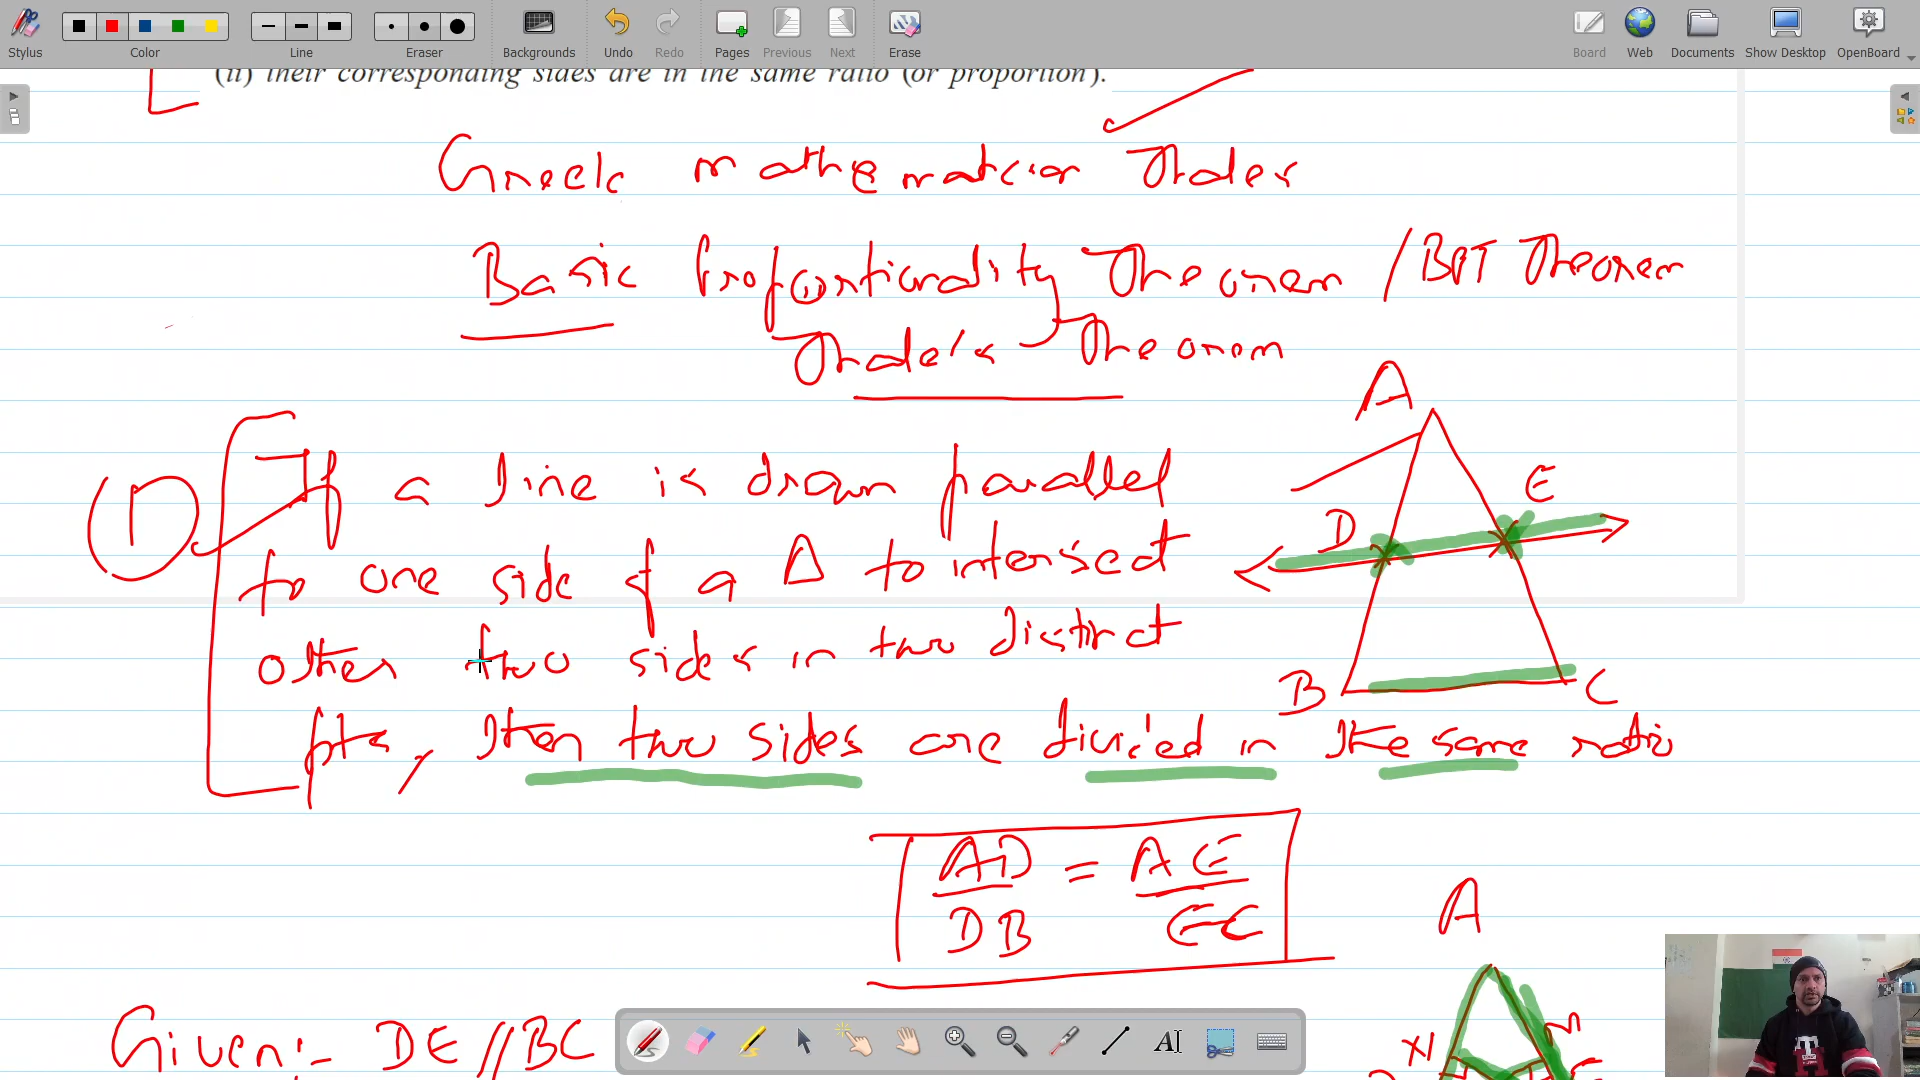 Stylus Color Line Eraser Backgrounds Undo Redo Pages Previous Next Erase Board Web Documents Show Desktop OpenBoard
(ii) their corresponding sides are in the same ratio (or proportion).
Greek mathematician Thales
Basic Proportionality Theorem / BPT Theorem
Thale's Theorem
A
(1) If a line is drawn parallel
E
D
to one side of a Δ to intersect
other two sides in two distinct
B C
pts, then two sides are divided in the same ratio
AD/DB = AE/EC
A
Given:- DE // BC
M